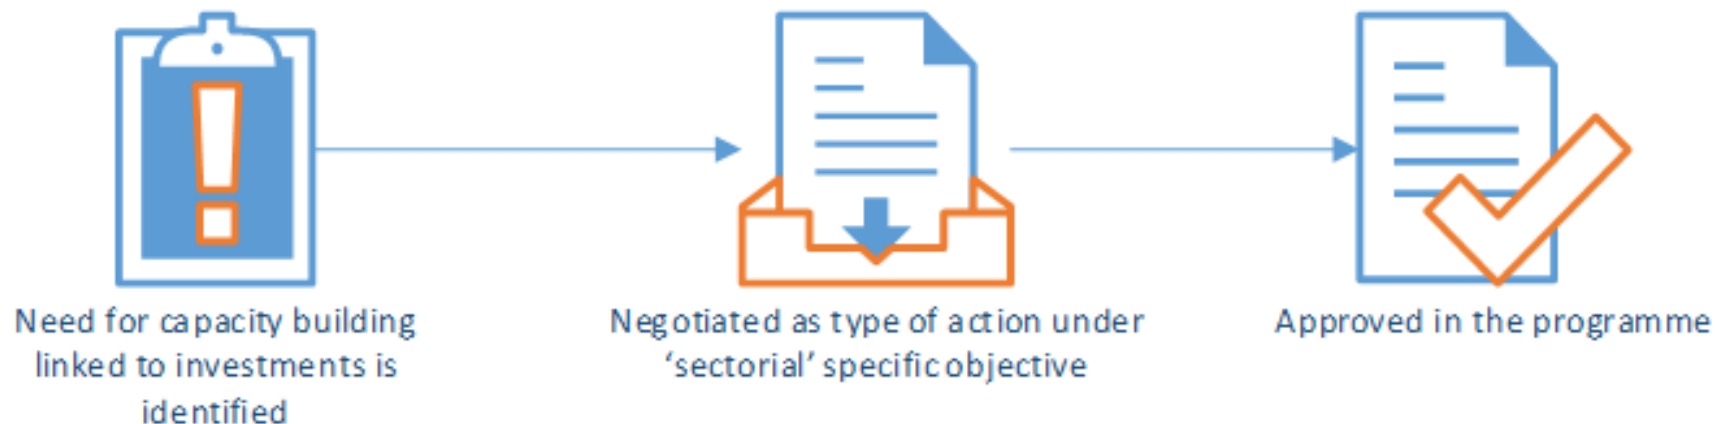 Need for capacity building
linked to investments is
identified
Negotiated as type of action under
‘sectorial’ specific objective
Approved in the programme